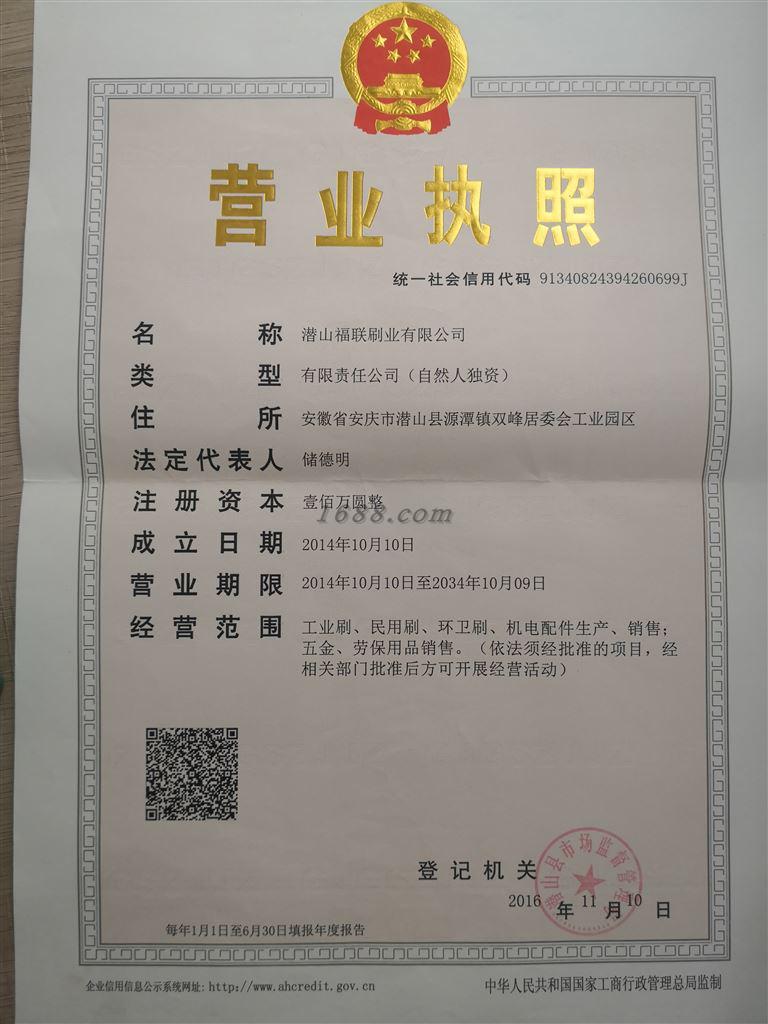 营业执照
统一社会信用代码 91340824394260699J
名称 潜山福联刷业有限公司
类型 有限责任公司（自然人独资）
住所 安徽省安庆市潜山县源潭镇双峰居委会工业园区
法定代表人 储德明
注册资本 壹佰万圆整
1688.com
成立日期 2014年10月10日
营业期限 2014年10月10日至2034年10月09日
经营范围 工业刷、民用刷、环卫刷、机电配件生产、销售；
五金、劳保用品销售。（依法须经批准的项目，经
相关部门批准后方可开展经营活动）
登记机关
潜山县市场监督管理局
2016年11月10日
每年1月1日至6月30日填报年度报告
企业信用信息公示系统网址：http://www.ahcredit.gov.cn
中华人民共和国国家工商行政管理总局监制